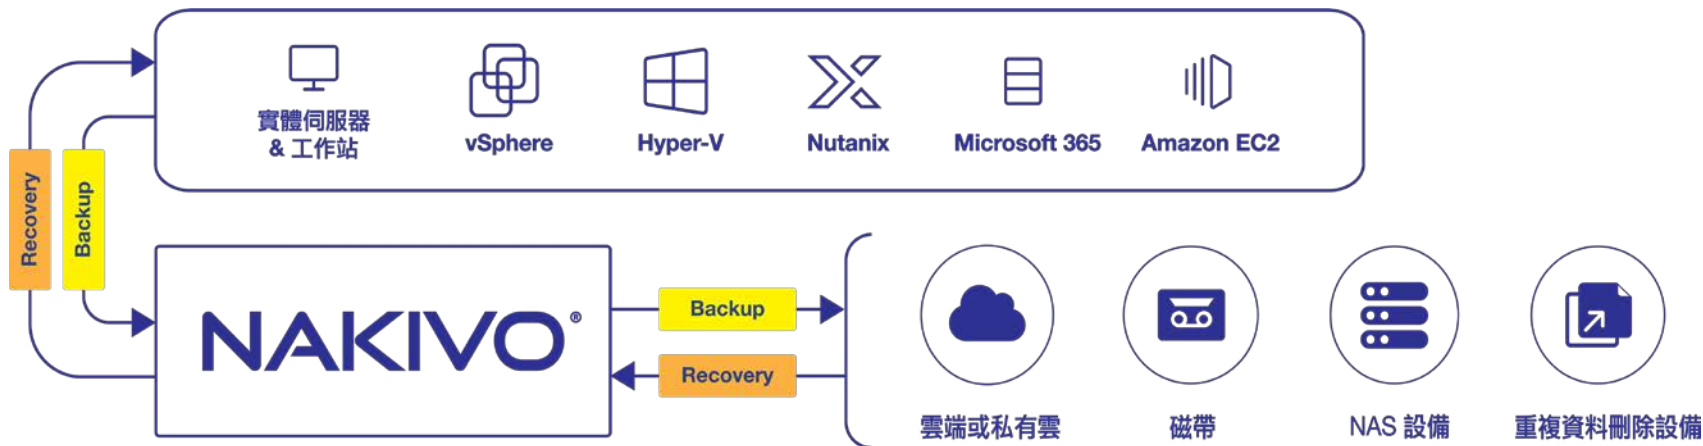 實體伺服器
& 工作站
vSphere
Hyper-V
Nutanix
Microsoft 365
Amazon EC2
Recovery
Backup
NAKIVO®
Backup
Recovery
雲端或私有雲
磁帶
NAS 設備
重複資料刪除設備